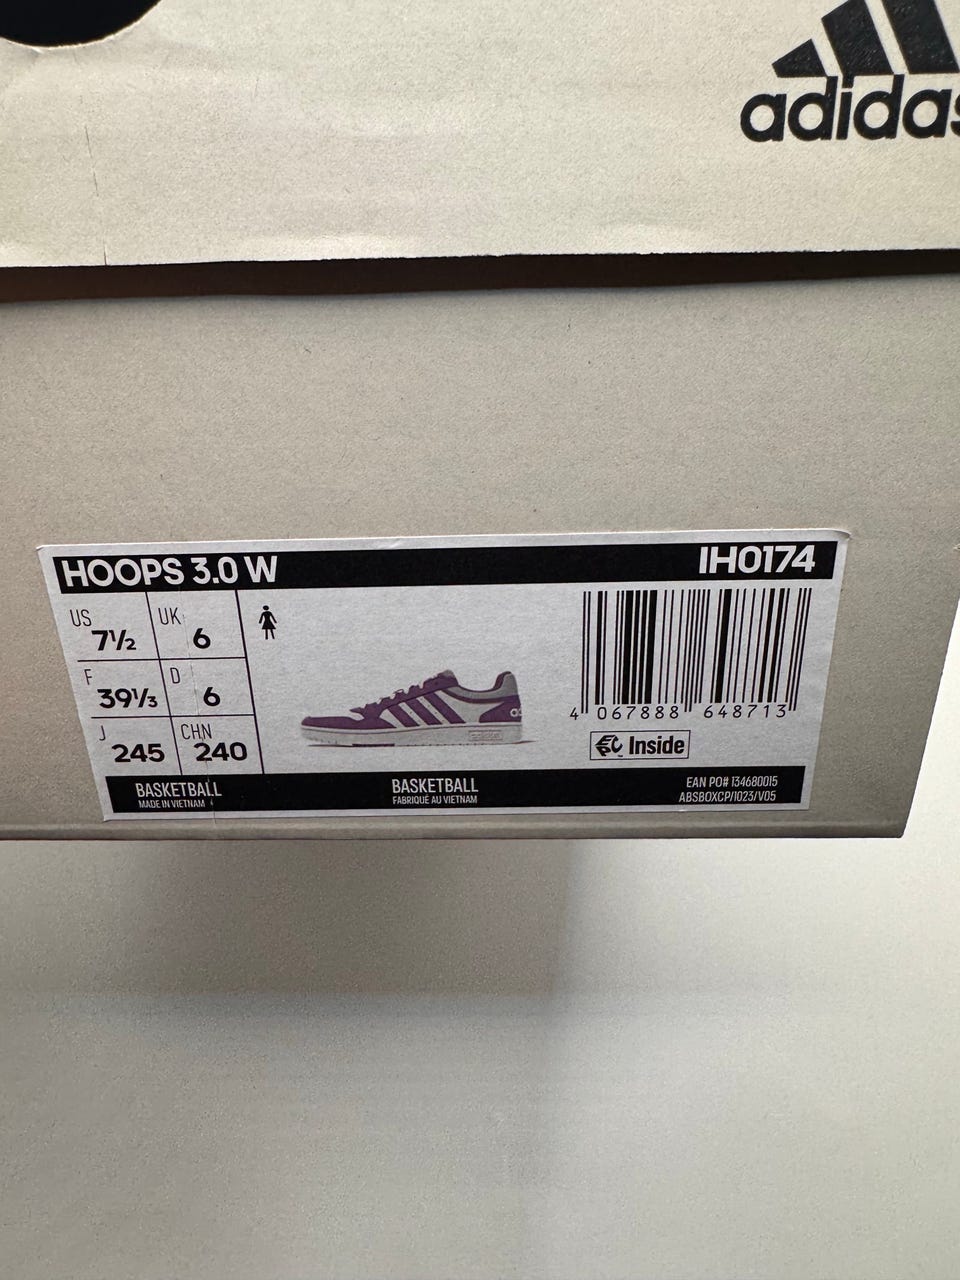 adidas
HOOPS 3.0 W IH0174
US 7½ UK 6
F 39⅓ D 6
J 245 CHN 240
4 067888 648713
EPC Inside
BASKETBALL
MADE IN VIETNAM
BASKETBALL
FABRIQUÉ AU VIETNAM
EAN PO# 134680015
ABSBOXCP/1023/V05